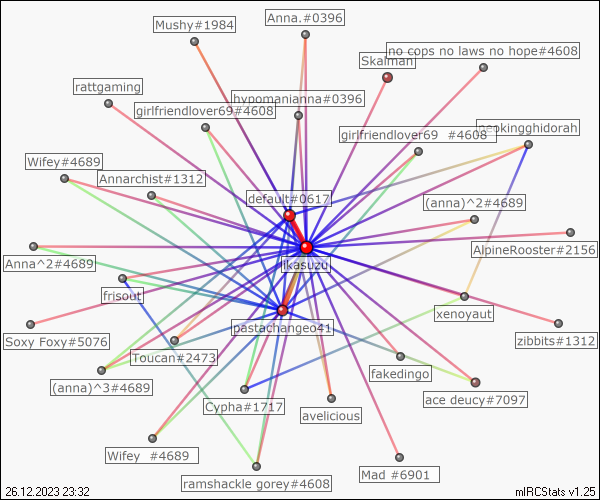 Anna.#0396
Mushy#1984
no cops no laws no hope#4608
Skalman
rattgaming
hypomanianna#0396
girlfriendlover69#4608
girlfriendlover69  #4608
Wifey#4689
Annarchist#1312
default#0617
(anna)^2#4689
AlpineRooster#2156
Anna^2#4689
likasuzu
frisout
xenoyaut
pastachangeo41
Soxy Foxy#5076
zibbits#1312
Toucan#2473
fakedingo
(anna)^3#4689
ace deucy#7097
Cypha#1717
avelicious
Wifey  #4689
Mad #6901
ramshackle gorey#4608
26.12.2023 23:32
mIRCStats v1.25